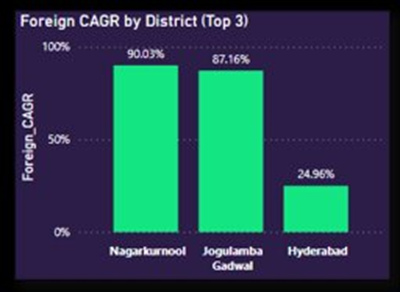 Foreign CAGR by District (Top 3)
100%
90.03%
87.16%
50%
24.96%
0%
Foreign_CAGR
Nagarkurnool
Jogulamba
Gadwal
Hyderabad